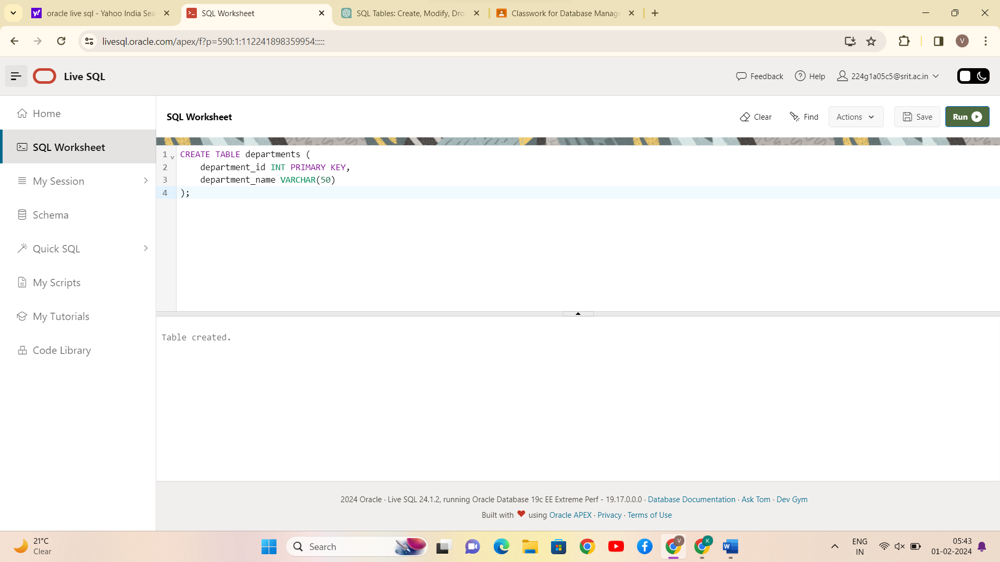 oracle live sql - Yahoo India Sea
SQL Worksheet
SQL Tables: Create, Modify, Dro
Classwork for Database Manage
livesql.oracle.com/apex/f?p=590:1:112241898359954:::::
V
Live SQL
Feedback
Help
224g1a05c5@srit.ac.in
Home
SQL Worksheet
My Session
Schema
Quick SQL
My Scripts
My Tutorials
Code Library
SQL Worksheet
Clear
Find
Actions
Save
Run
1 CREATE TABLE departments (
2 department_id INT PRIMARY KEY,
3 department_name VARCHAR(50)
4 );
Table created.
2024 Oracle · Live SQL 24.1.2, running Oracle Database 19c EE Extreme Perf - 19.17.0.0.0 · Database Documentation · Ask Tom · Dev Gym
Built with ❤ using Oracle APEX · Privacy · Terms of Use
21°C
Clear
Search
V
K
W
ENG
IN
05:43
01-02-2024